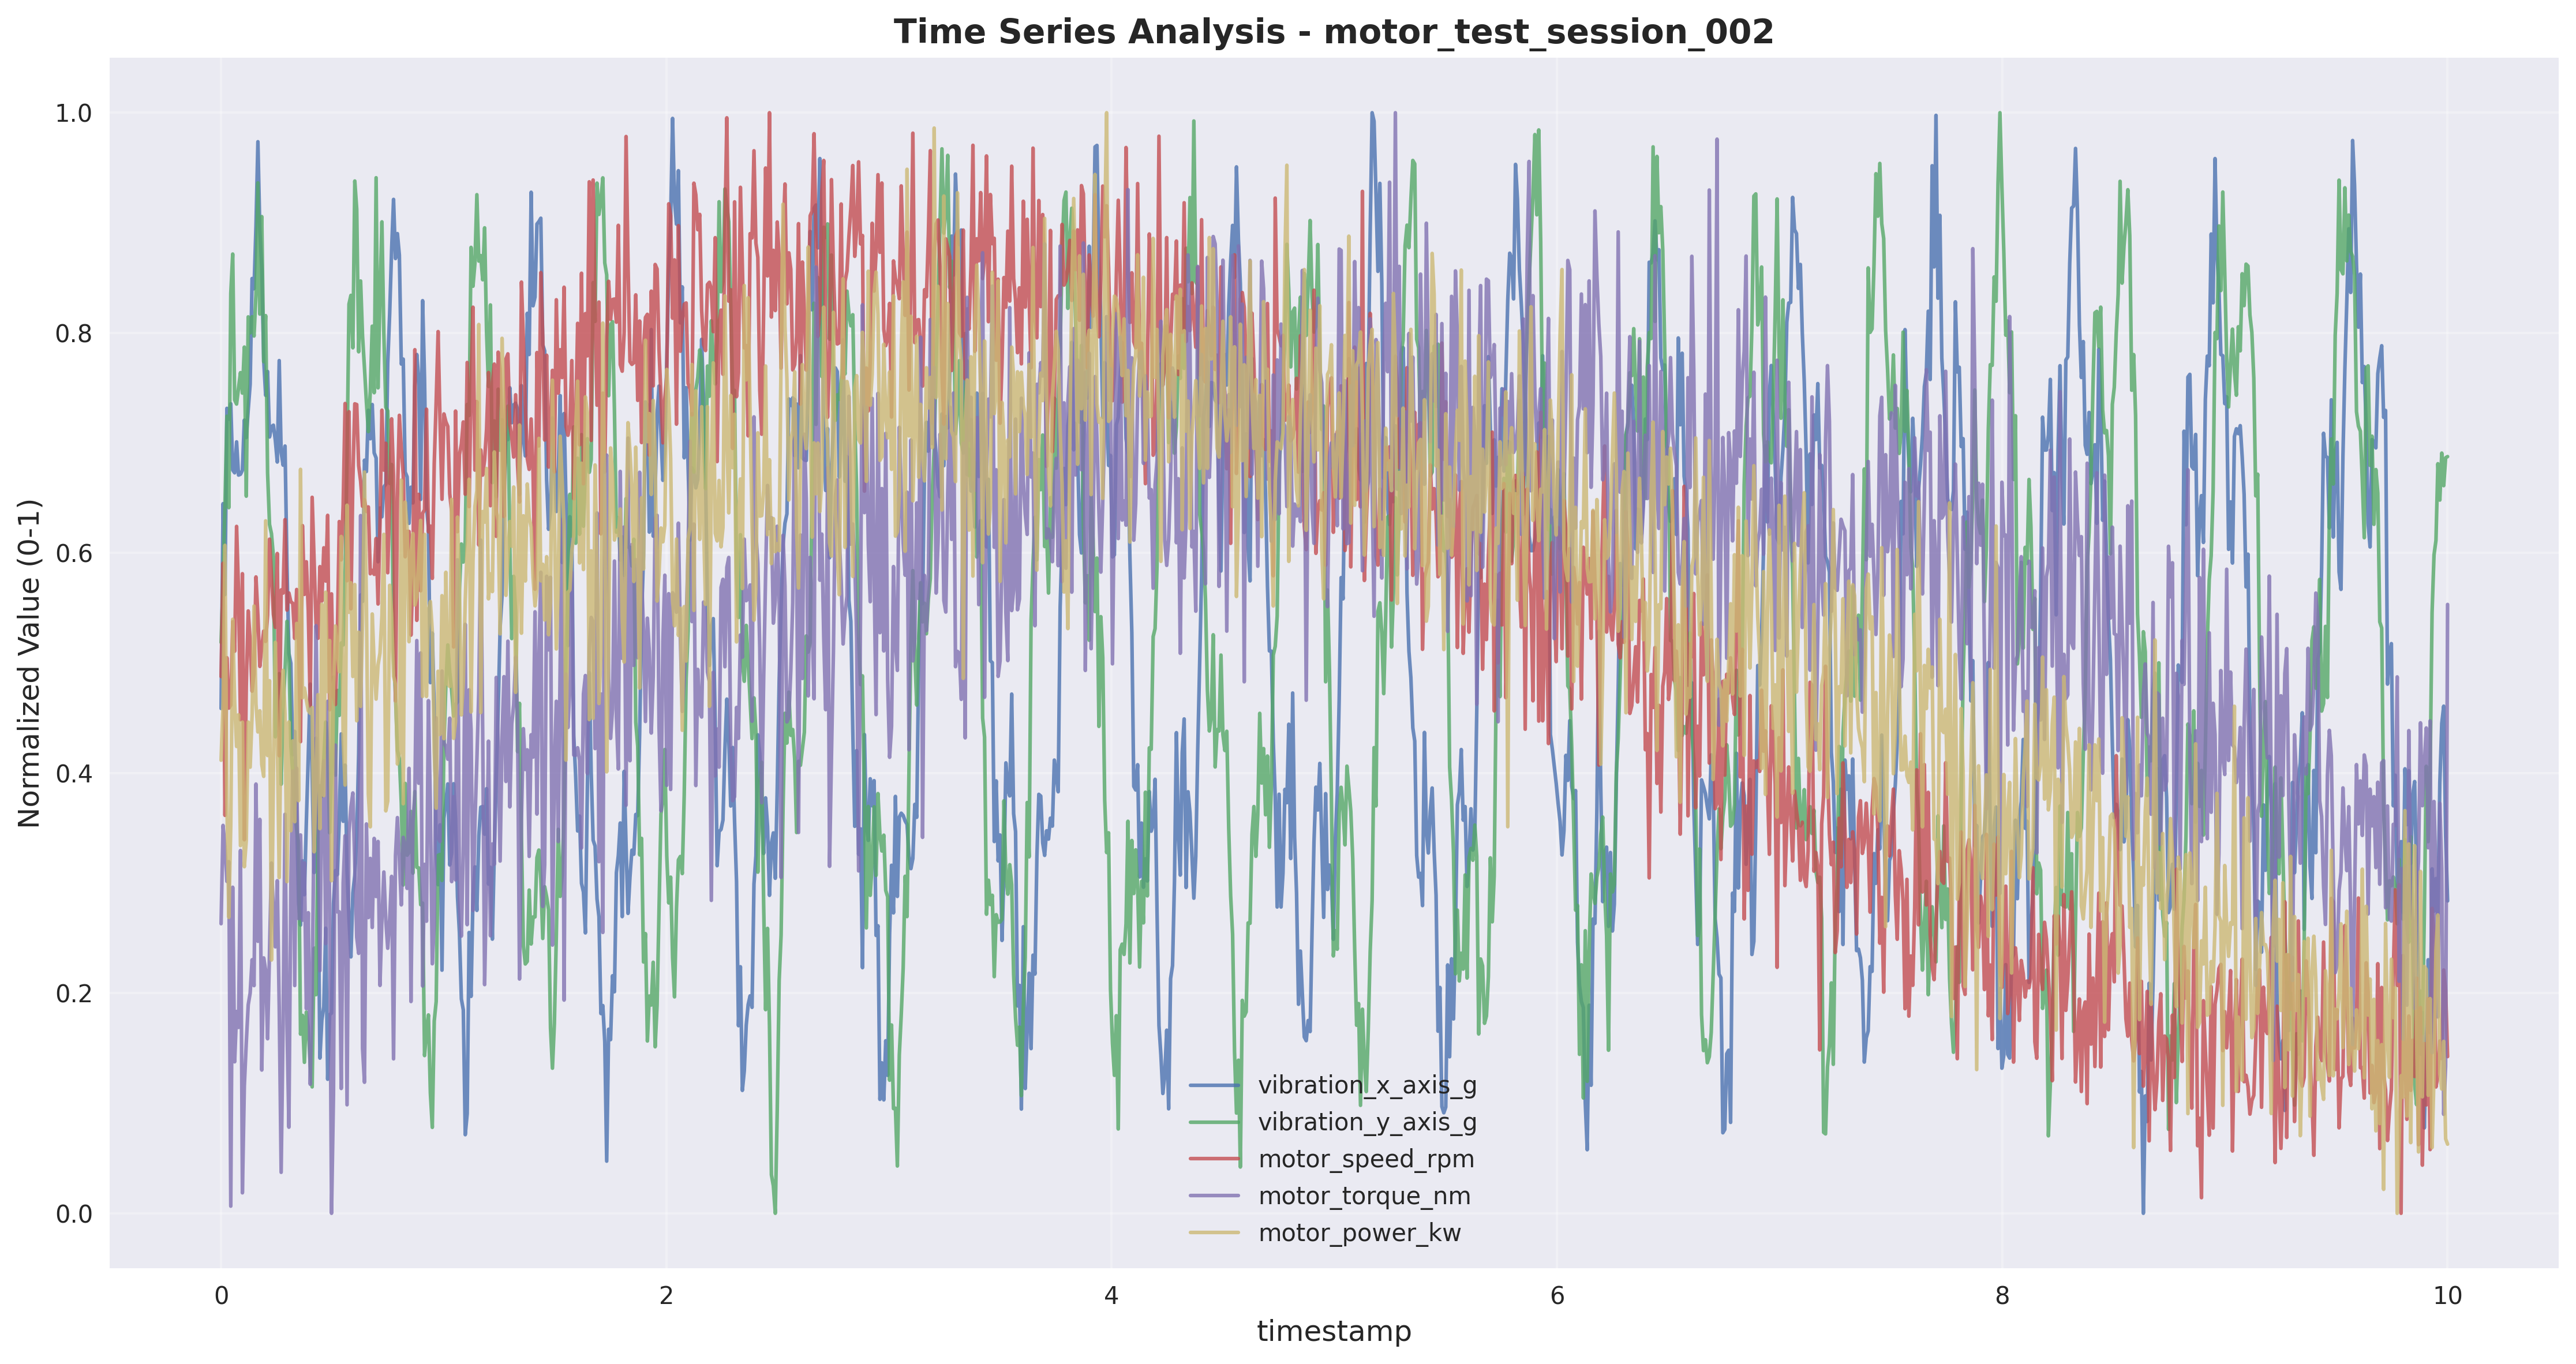 Time Series Analysis - motor_test_session_002
Normalized Value (0-1)
1.0
0.8
0.6
0.4
0.2
0.0
vibration_x_axis_g
vibration_y_axis_g
motor_speed_rpm
motor_torque_nm
motor_power_kw
0 2 4 6 8 10
timestamp